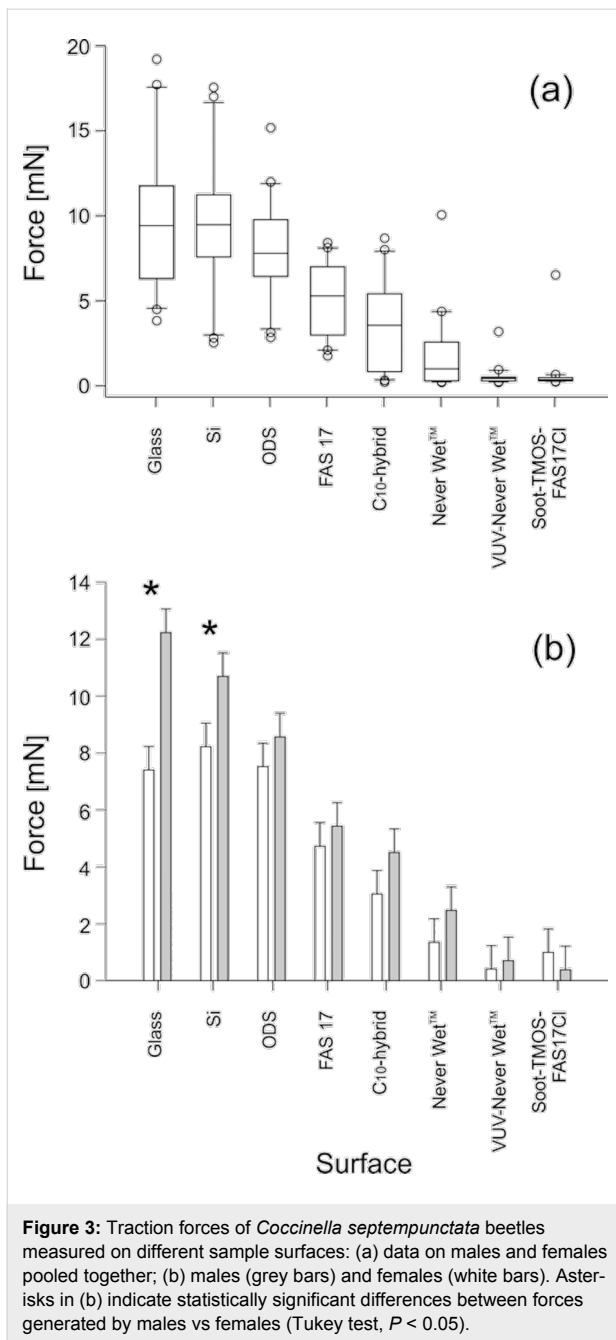 20
(a)
15
Force [mN]
10
5
0
Glass
Si
ODS
FAS 17
C10-hybrid
Never Wet™
VUV-Never Wet™
Soot-TMOS-
FAS17Cl
14
*
(b)
12
*
10
Force [mN]
8
6
4
2
0
Glass
Si
ODS
FAS 17
C10-hybrid
Never Wet™
VUV-Never Wet™
Soot-TMOS-
FAS17Cl
Surface
Figure 3: Traction forces of Coccinella septempunctata beetles
measured on different sample surfaces: (a) data on males and females
pooled together; (b) males (grey bars) and females (white bars). Aster-
isks in (b) indicate statistically significant differences between forces
generated by males vs females (Tukey test, P < 0.05).